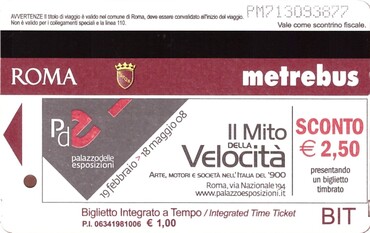 AVVERTENZE Il titolo di viaggio è valido nel comune di Roma, deve essere convalidato all'inizio del viaggio.
Non è valido per i collegamenti speciali e la linea 110.
PM713093877
Vale come scontrino fiscale.
ROMA
metrebus
PdE
palazzodelle
esposizioni
19 febbraio > 18 maggio 08
Il Mito
DELLA
Velocità
ARTE, MOTORI E SOCIETÀ NELL'ITALIA DEL '900
Roma, via Nazionale 194
www.palazzoesposizioni.it
SCONTO
€ 2,50
presentando
un biglietto
timbrato
Biglietto Integrato a Tempo / Integrated Time Ticket
P.I. 06341981006 € 1,00
BIT